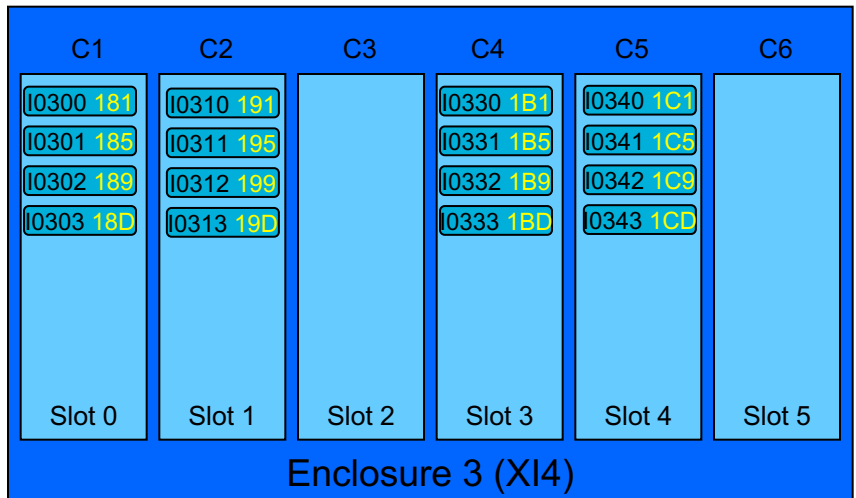 C1 C2 C3 C4 C5 C6
I0300 181 I0310 191 I0330 1B1 I0340 1C1
I0301 185 I0311 195 I0331 1B5 I0341 1C5
I0302 189 I0312 199 I0332 1B9 I0342 1C9
I0303 18D I0313 19D I0333 1BD I0343 1CD
Slot 0 Slot 1 Slot 2 Slot 3 Slot 4 Slot 5
Enclosure 3 (XI4)